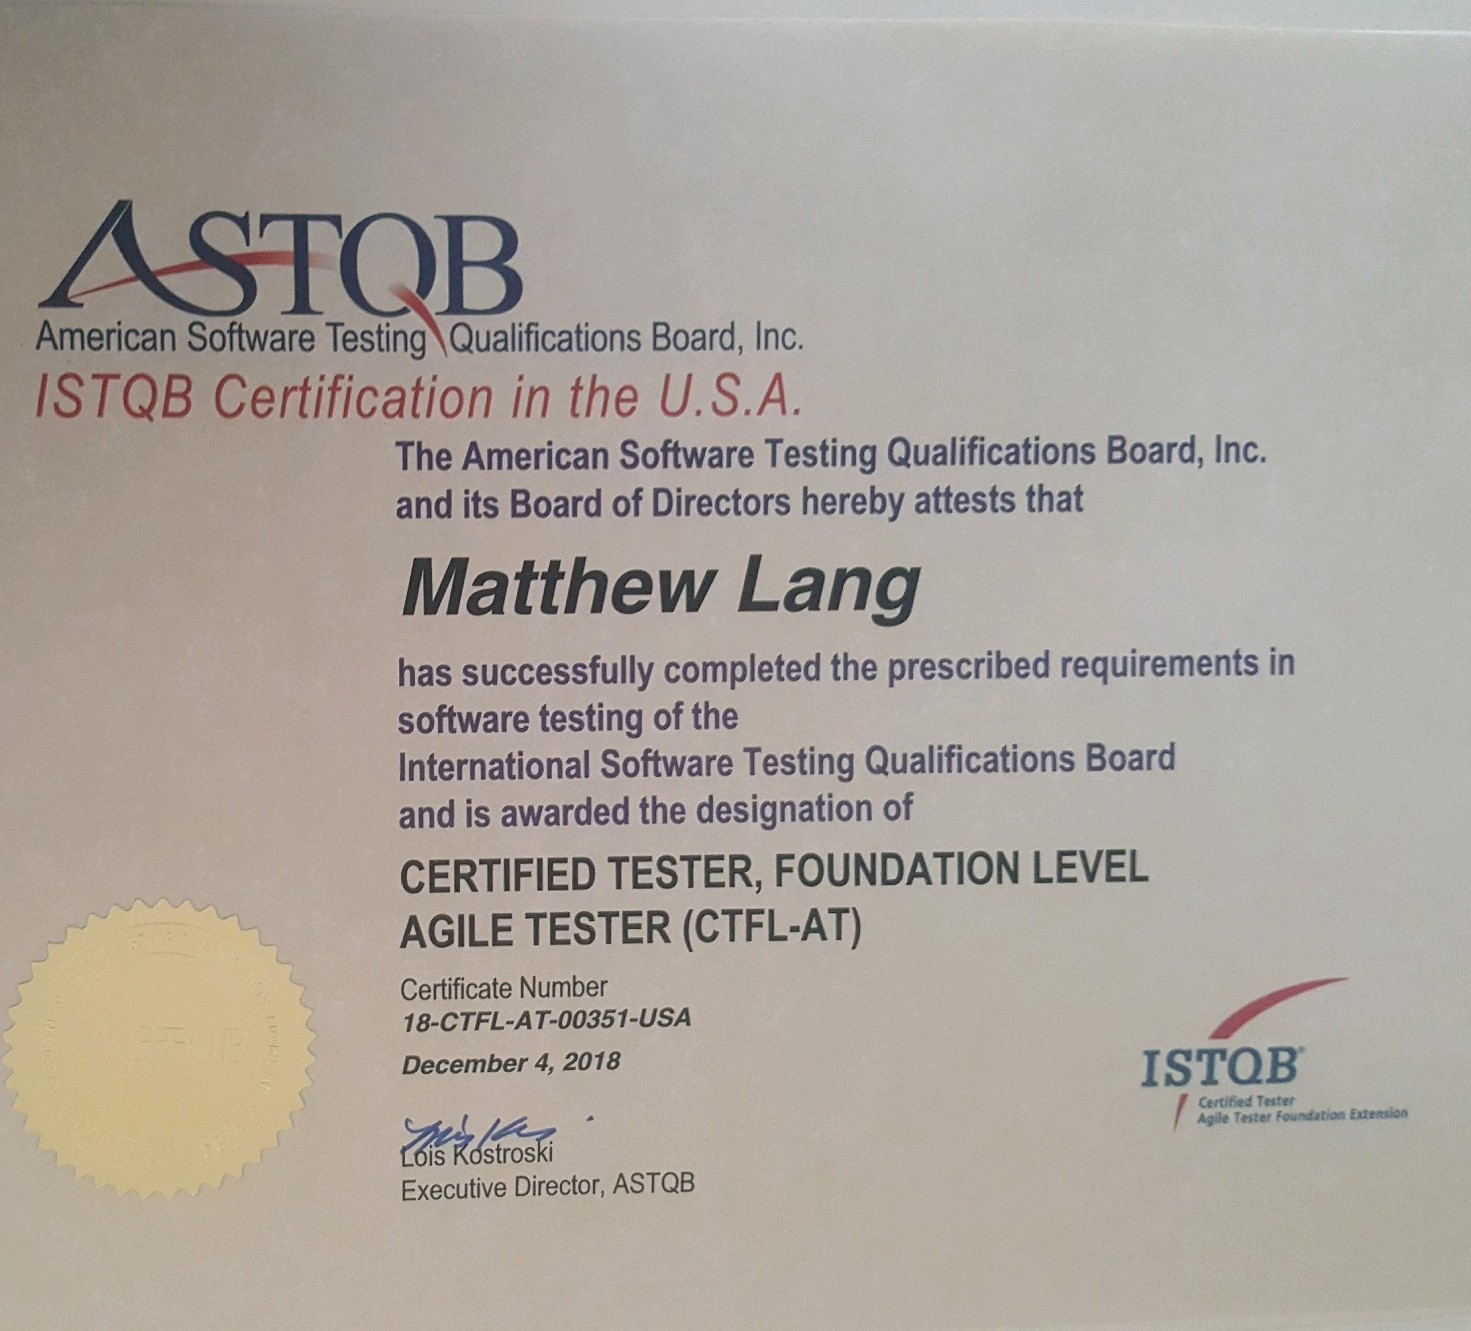 ASTQB
American Software Testing Qualifications Board, Inc.
ISTQB Certification in the U.S.A.
The American Software Testing Qualifications Board, Inc.
and its Board of Directors hereby attests that
Matthew Lang
has successfully completed the prescribed requirements in
software testing of the
International Software Testing Qualifications Board
and is awarded the designation of
CERTIFIED TESTER, FOUNDATION LEVEL
AGILE TESTER (CTFL-AT)
Certificate Number
18-CTFL-AT-00351-USA
December 4, 2018
Lois Kostroski
Executive Director, ASTQB
ISTQB®
Certified Tester
Agile Tester Foundation Extension